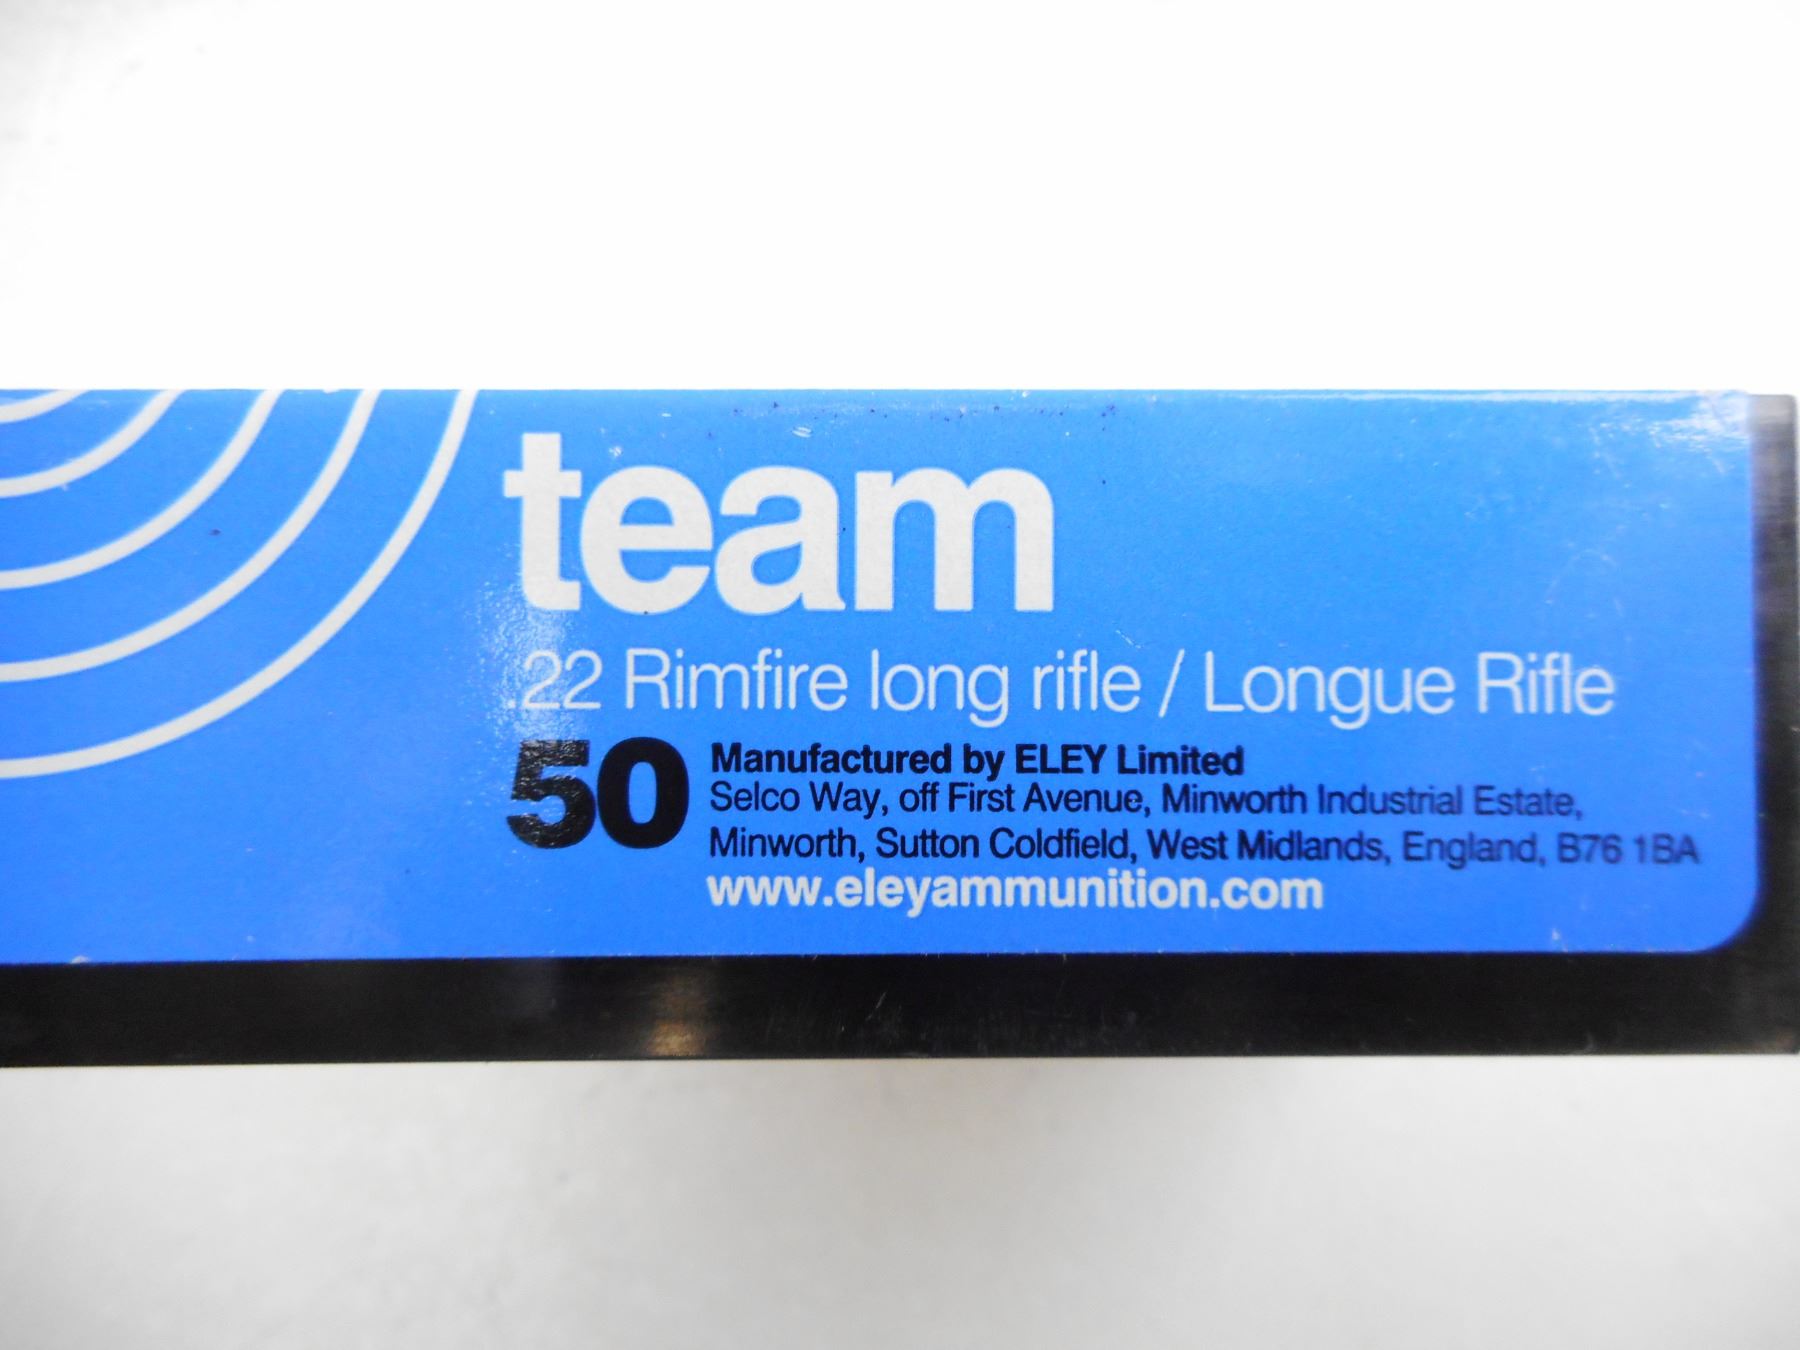 team
.22 Rimfire long rifle / Longue Rifle
50
Manufactured by ELEY Limited
Selco Way, off First Avenue, Minworth Industrial Estate,
Minworth, Sutton Coldfield, West Midlands, England, B76 1BA
www.eleyammunition.com